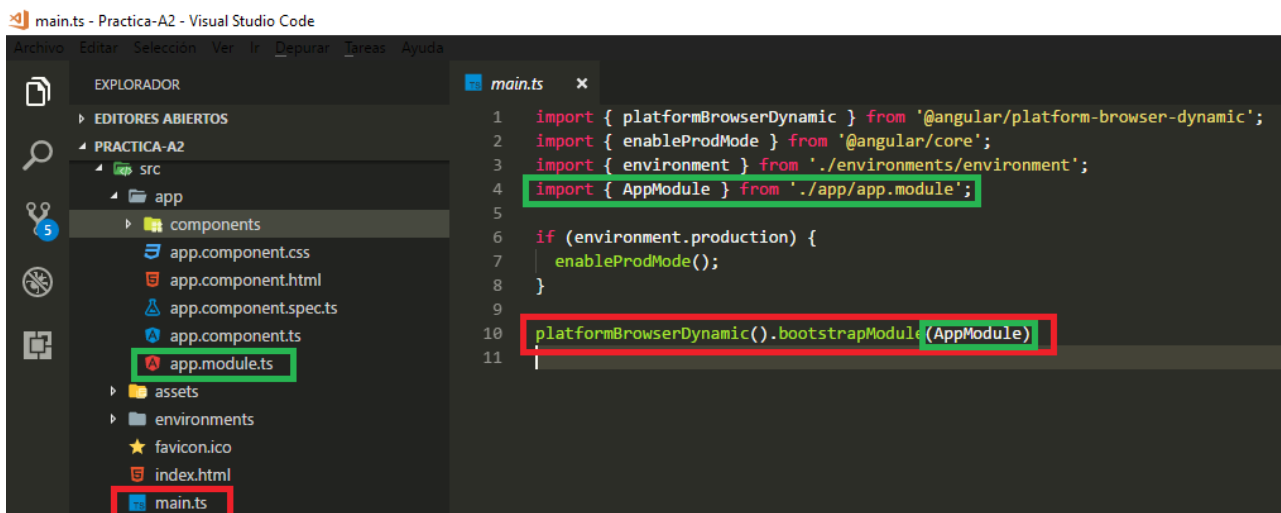 main.ts - Practica-A2 - Visual Studio Code
Archivo Editar Selección Ver Ir Depurar Tareas Ayuda
EXPLORADOR
EDITORES ABIERTOS
PRACTICA-A2
src
app
components
app.component.css
app.component.html
app.component.spec.ts
app.component.ts
app.module.ts
assets
environments
favicon.ico
index.html
main.ts
5
main.ts ×
1 import { platformBrowserDynamic } from '@angular/platform-browser-dynamic';
2 import { enableProdMode } from '@angular/core';
3 import { environment } from './environments/environment';
4 import { AppModule } from './app/app.module';
5
6 if (environment.production) {
7 enableProdMode();
8 }
9
10 platformBrowserDynamic().bootstrapModule(AppModule)
11